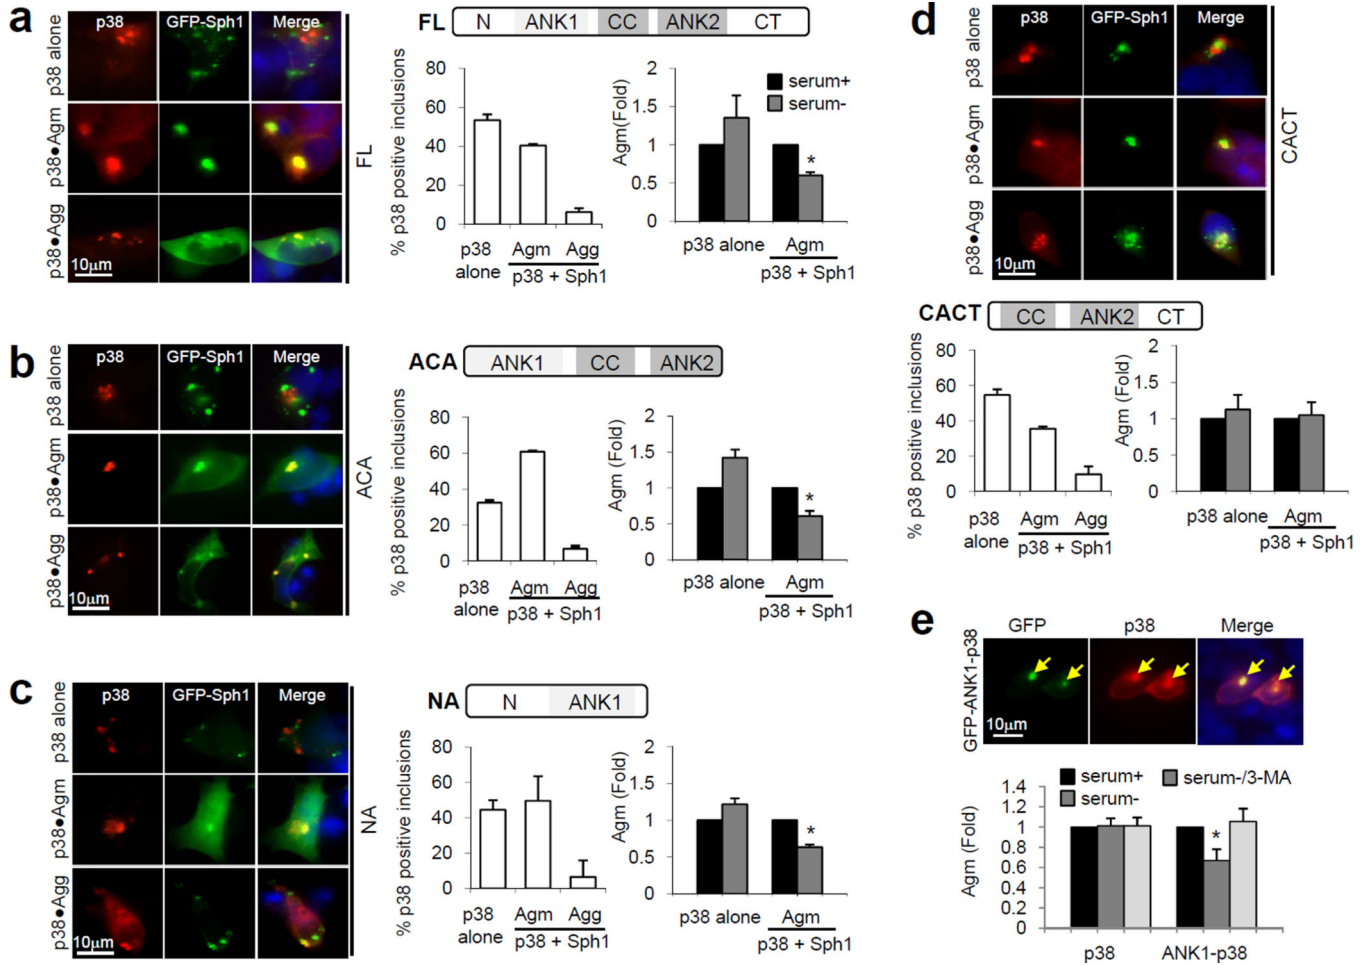 a
p38 GFP-Sph1 Merge
p38 alone
p38●Agm
p38●Agg
10μm
FL
FL N ANK1 CC ANK2 CT
% p38 positive inclusions
80
60
40
20
0
p38 alone
Agm Agg
p38 + Sph1
Agm(Fold)
2
1.5
1
0.5
0
serum+
serum-
*
p38 alone Agm
p38 + Sph1
b
p38 GFP-Sph1 Merge
p38 alone
p38●Agm
p38●Agg
10μm
ACA
ACA ANK1 CC ANK2
% p38 positive inclusions
80
60
40
20
0
p38 alone
Agm Agg
p38 + Sph1
Agm (Fold)
2
1.5
1
0.5
0
*
p38 alone Agm
p38 + Sph1
c
p38 GFP-Sph1 Merge
p38 alone
p38●Agm
p38●Agg
10μm
NA
NA N ANK1
% p38 positive inclusions
80
60
40
20
0
p38 alone
Agm Agg
p38 + Sph1
Agm (Fold)
2
1.5
1
0.5
0
*
p38 alone Agm
p38 + Sph1
d
p38 GFP-Sph1 Merge
p38 alone
p38●Agm
p38●Agg
10μm
CACT
CACT CC ANK2 CT
% p38 positive inclusions
80
60
40
20
0
p38 alone
Agm Agg
p38 + Sph1
Agm (Fold)
2
1.5
1
0.5
0
p38 alone Agm
p38 + Sph1
e
GFP p38 Merge
GFP-ANK1-p38
10μm
serum+ serum-/3-MA
serum-
Agm (Fold)
1.4
1.2
1
0.8
0.6
0.4
0.2
0
*
p38 ANK1-p38